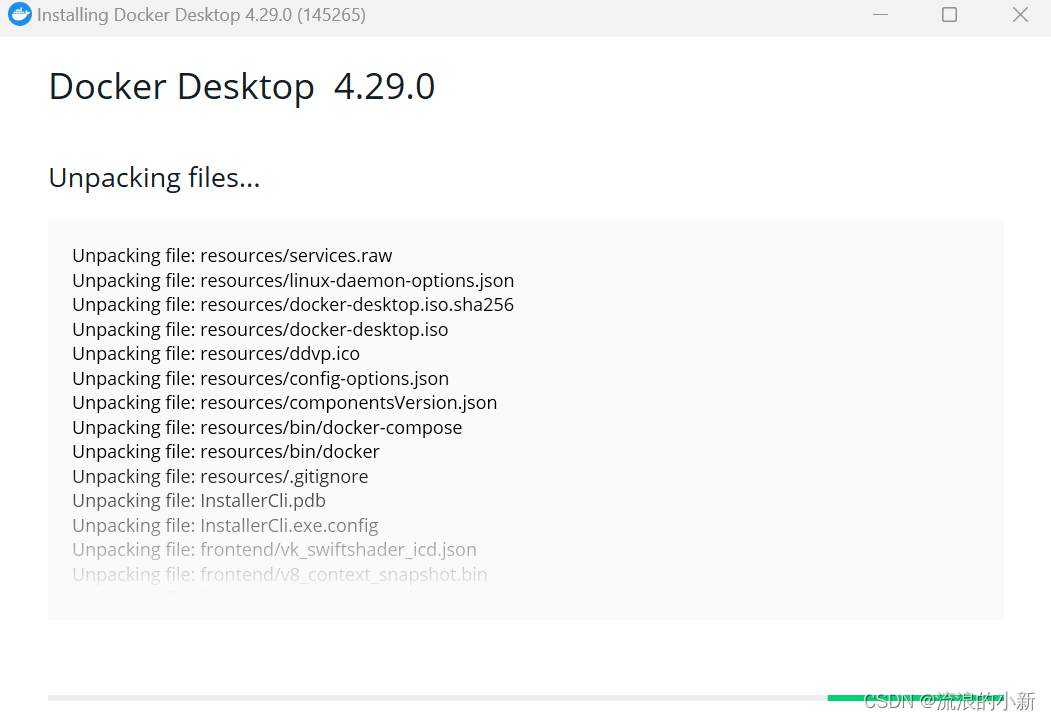 Installing Docker Desktop 4.29.0 (145265)
Docker Desktop 4.29.0
Unpacking files...
Unpacking file: resources/services.raw
Unpacking file: resources/linux-daemon-options.json
Unpacking file: resources/docker-desktop.iso.sha256
Unpacking file: resources/docker-desktop.iso
Unpacking file: resources/ddvp.ico
Unpacking file: resources/config-options.json
Unpacking file: resources/componentsVersion.json
Unpacking file: resources/bin/docker-compose
Unpacking file: resources/bin/docker
Unpacking file: resources/.gitignore
Unpacking file: InstallerCli.pdb
Unpacking file: InstallerCli.exe.config
Unpacking file: frontend/vk_swiftshader_icd.json
Unpacking file: frontend/v8_context_snapshot.bin
CSDN @流浪的小新